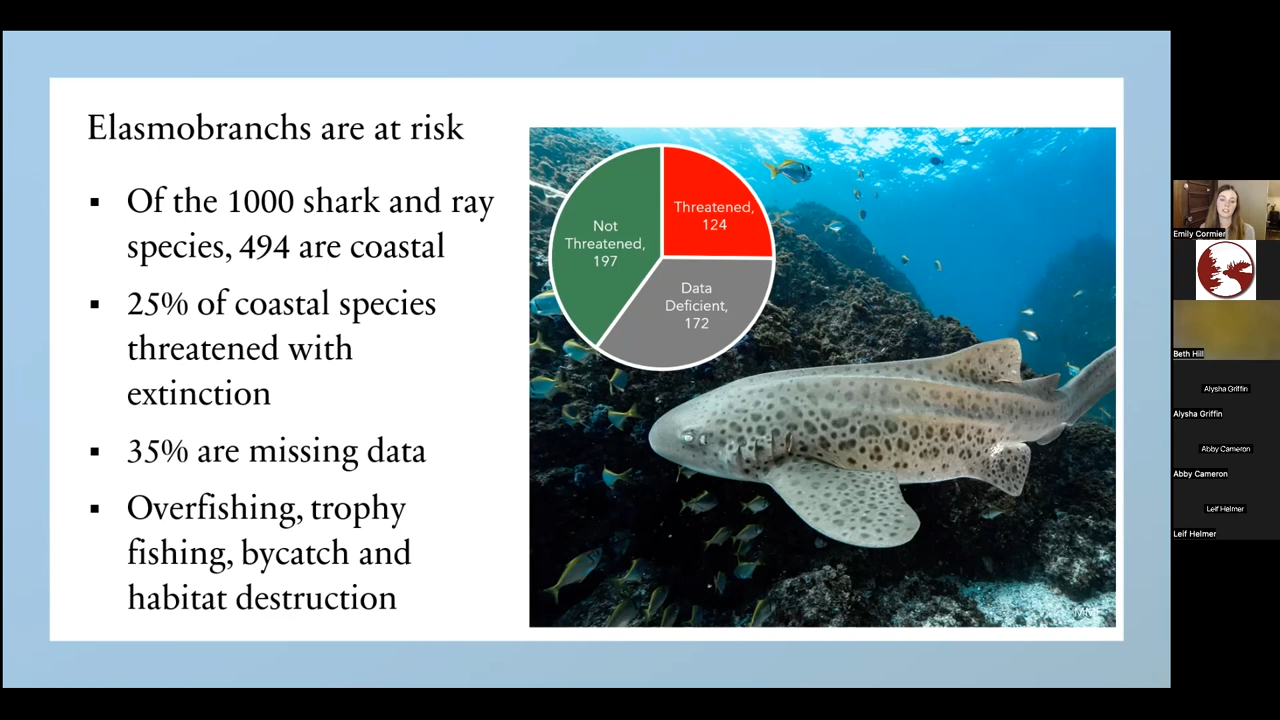 Elasmobranchs are at risk
▪ Of the 1000 shark and ray
species, 494 are coastal
▪ 25% of coastal species
threatened with
extinction
▪ 35% are missing data
▪ Overfishing, trophy
fishing, bycatch and
habitat destruction
Not
Threatened,
197
Threatened,
124
Data
Deficient,
172
Emily Cormier
Beth Hill
Alysha Griffin
Alysha Griffin
Abby Cameron
Abby Cameron
Leif Helmer
Leif Helmer